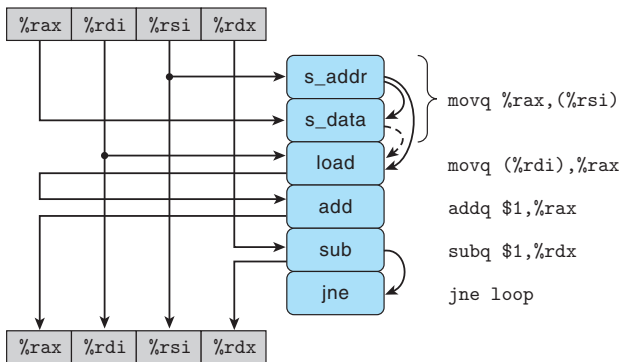 %rax %rdi %rsi %rdx
s_addr
movq %rax,(%rsi)
s_data
load
movq (%rdi),%rax
add
addq $1,%rax
sub
subq $1,%rdx
jne
jne loop
%rax %rdi %rsi %rdx